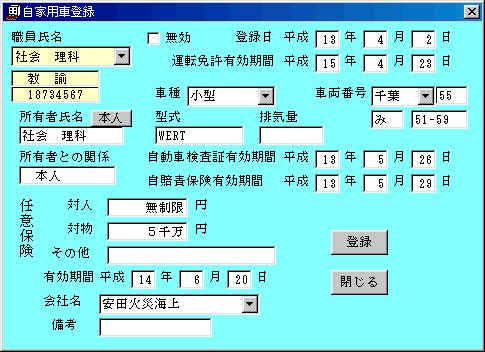 自家用車登録
職員氏名 無効 登録日 平成 13 年 4 月 2 日
社会 理科 運転免許有効期間 平成 15 年 4 月 23 日
教 諭
18734567 車種 小型 車両番号 千葉 55
所有者氏名 本人 型式 排気量 み 51-59
社会 理科 WERT
所有者との関係 自動車検査証有効期間 平成 13 年 5 月 26 日
本人 自賠責保険有効期間 平成 13 年 5 月 29 日
任意保険 対人 無制限 円
対物 5千万 円
その他 登録
有効期間 平成 14 年 6 月 20 日 閉じる
会社名 安田火災海上
備考